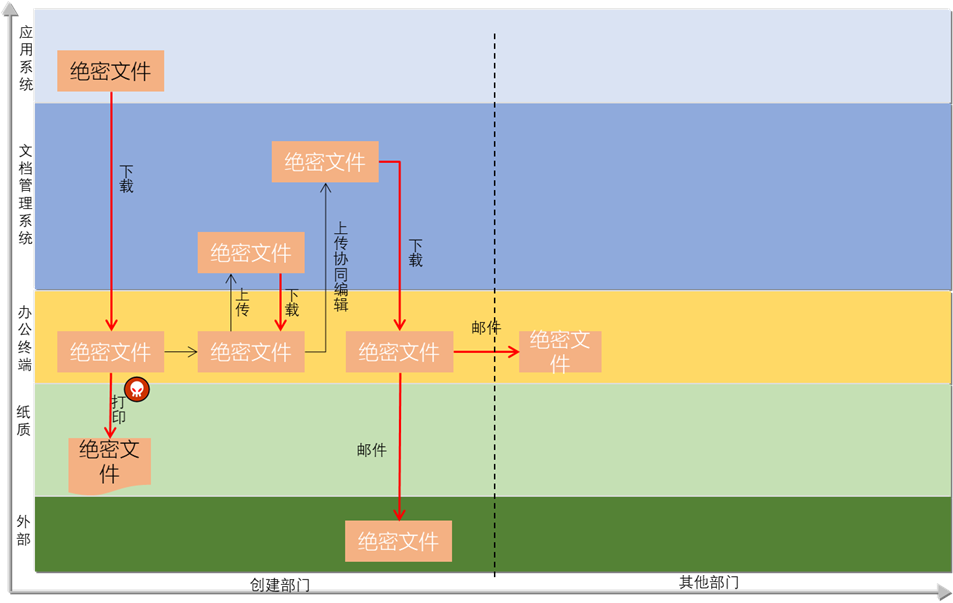 应用系统
绝密文件
下载
文档管理系统
绝密文件
上传协同编辑
下载
绝密文件
上传
下载
办公终端
绝密文件
绝密文件
绝密文件
邮件
绝密文
件
打印
纸质
绝密文
件
邮件
外部
绝密文件
创建部门
其他部门